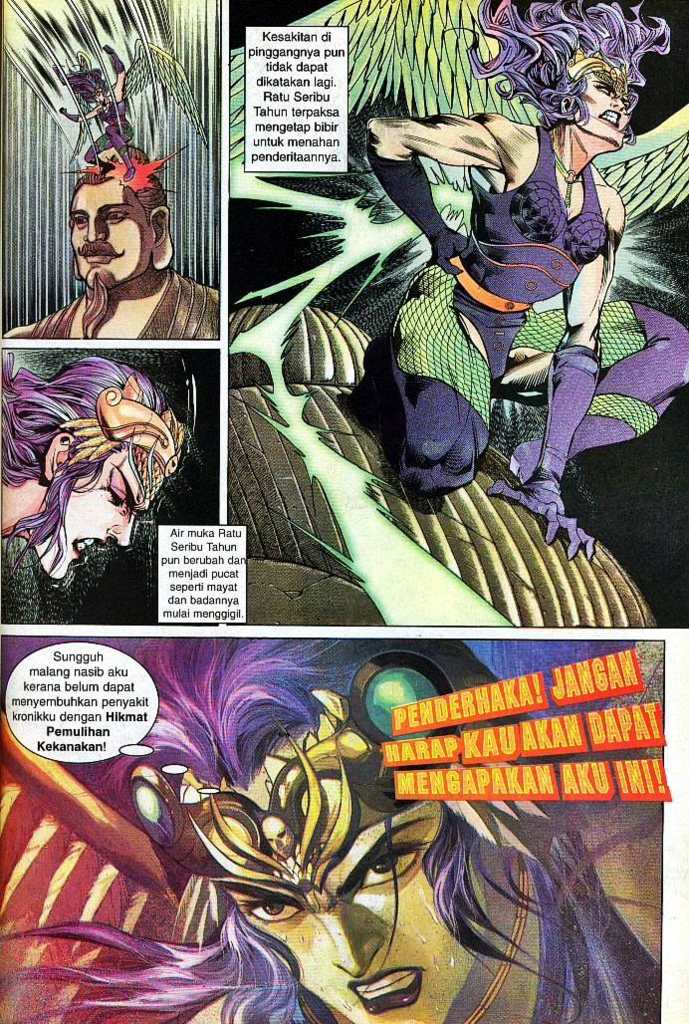 Kesakitan di
pinggangnya pun
tidak dapat
dikatakan lagi.
Ratu Seribu
Tahun terpaksa
mengetap bibir
untuk menahan
penderitaannya.
Air muka Ratu
Seribu Tahun
pun berubah dan
menjadi pucat
seperti mayat
dan badannya
mulai menggigil.
Sungguh
malang nasib aku
kerana belum dapat
menyembuhkan penyakit
kronikku dengan Hikmat
Pemulihan
Kekanakan!
PENDERHAKA! JANGAN
HARAP KAU AKAN DAPAT
MENGAPAKAN AKU INI!!